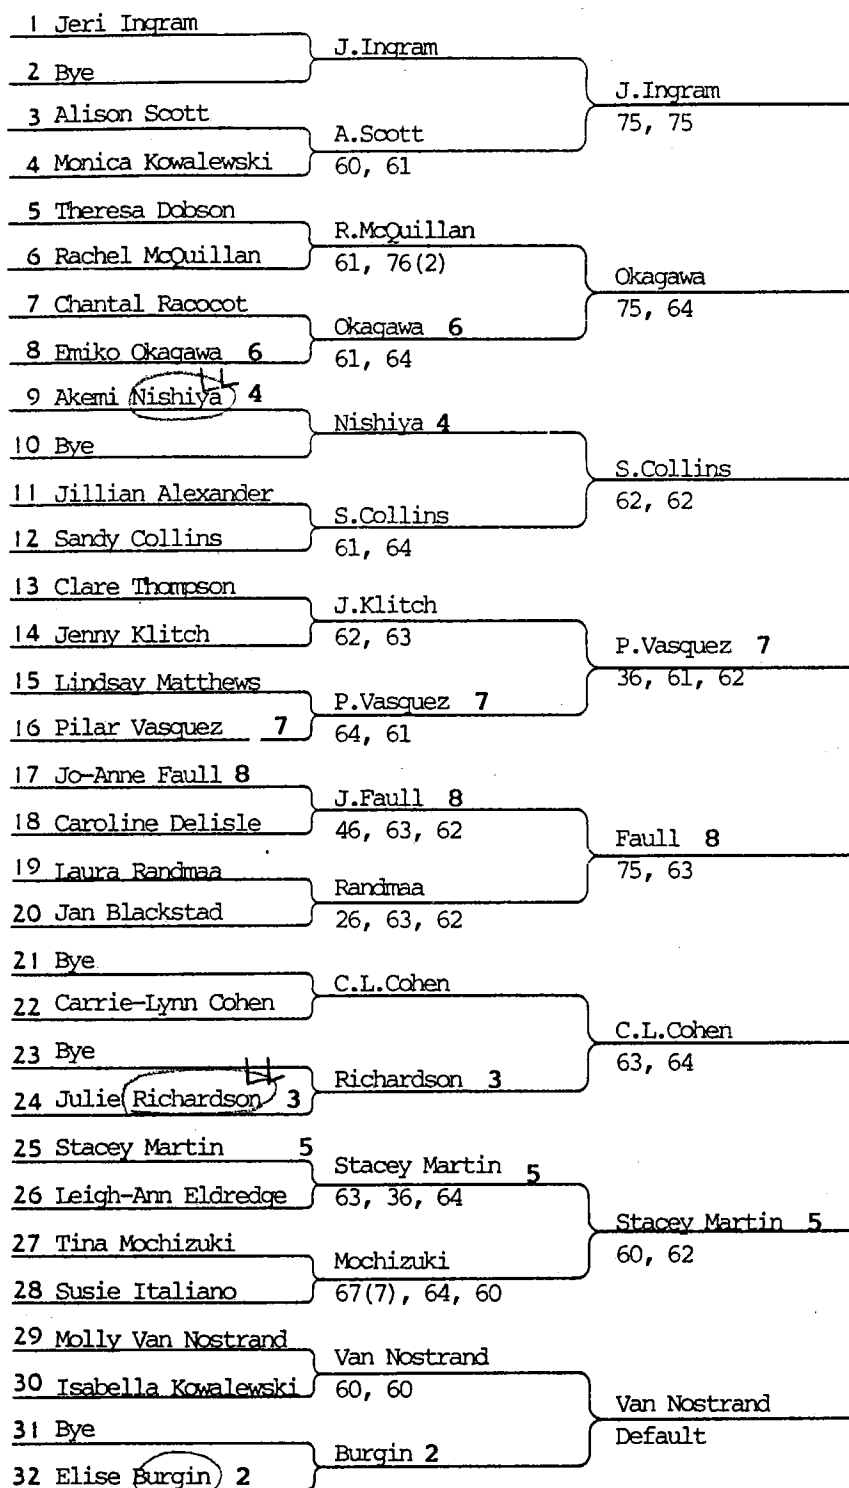 1 Jeri Ingram
2 Bye
3 Alison Scott
4 Monica Kowalewski
5 Theresa Dobson
6 Rachel McQuillan
7 Chantal Racocot
8 Emiko Okagawa 6
9 Akemi Nishiya 4
10 Bye
11 Jillian Alexander
12 Sandy Collins
13 Clare Thompson
14 Jenny Klitch
15 Lindsay Matthews
16 Pilar Vasquez 7
17 Jo-Anne Faull 8
18 Caroline Delisle
19 Laura Randmaa
20 Jan Blackstad
21 Bye
22 Carrie-Lynn Cohen
23 Bye
24 Julie Richardson 3
25 Stacey Martin 5
26 Leigh-Ann Eldredge
27 Tina Mochizuki
28 Susie Italiano
29 Molly Van Nostrand
30 Isabella Kowalewski
31 Bye
32 Elise Burgin 2
J.Ingram
A.Scott
60, 61
R.McQuillan
61, 76(2)
Okagawa 6
61, 64
Nishiya 4
S.Collins
61, 64
J.Klitch
62, 63
P.Vasquez 7
64, 61
J.Faull 8
46, 63, 62
Randmaa
26, 63, 62
C.L.Cohen
Richardson 3
Stacey Martin 5
63, 36, 64
Mochizuki
67(7), 64, 60
Van Nostrand
60, 60
Burgin 2
J.Ingram
75, 75
Okagawa
75, 64
S.Collins
62, 62
P.Vasquez 7
36, 61, 62
Faull 8
75, 63
C.L.Cohen
63, 64
Stacey Martin 5
60, 62
Van Nostrand
Default